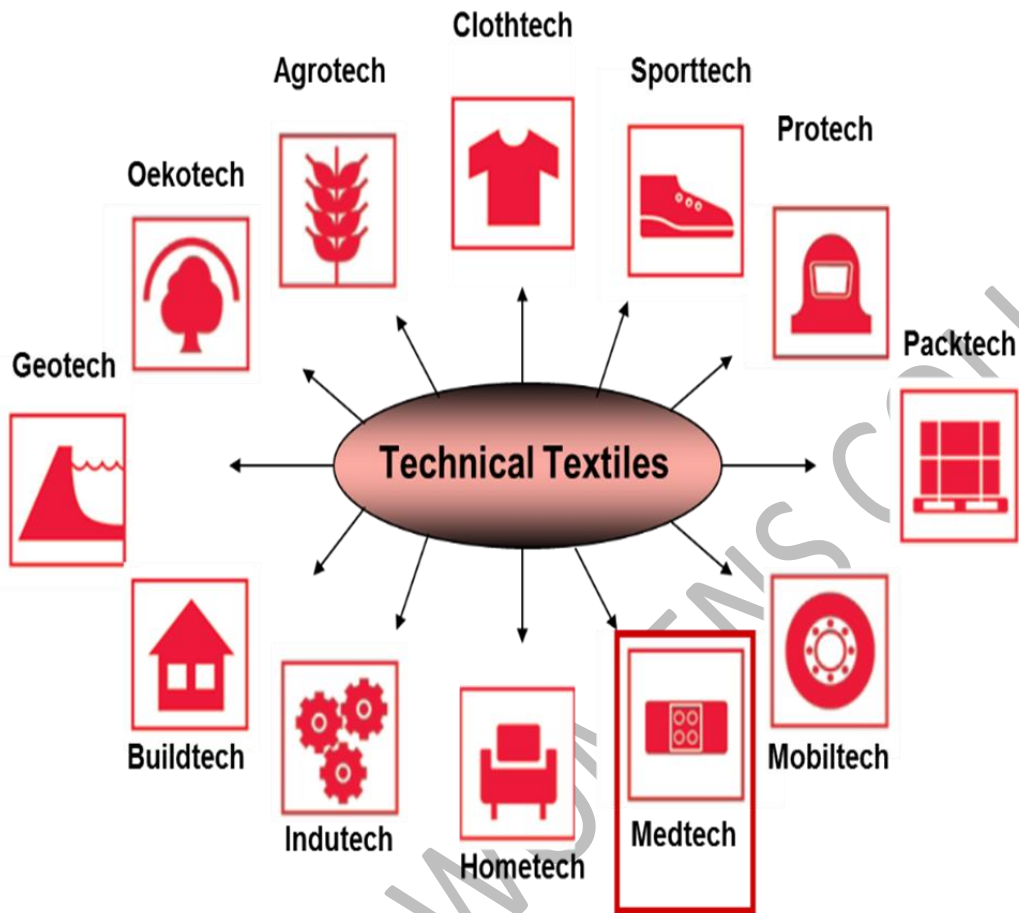 Clothtech
Agrotech
Sporttech
Protech
Oekotech
Packtech
Geotech
Technical Textiles
Buildtech
Mobiltech
Indutech
Medtech
Hometech